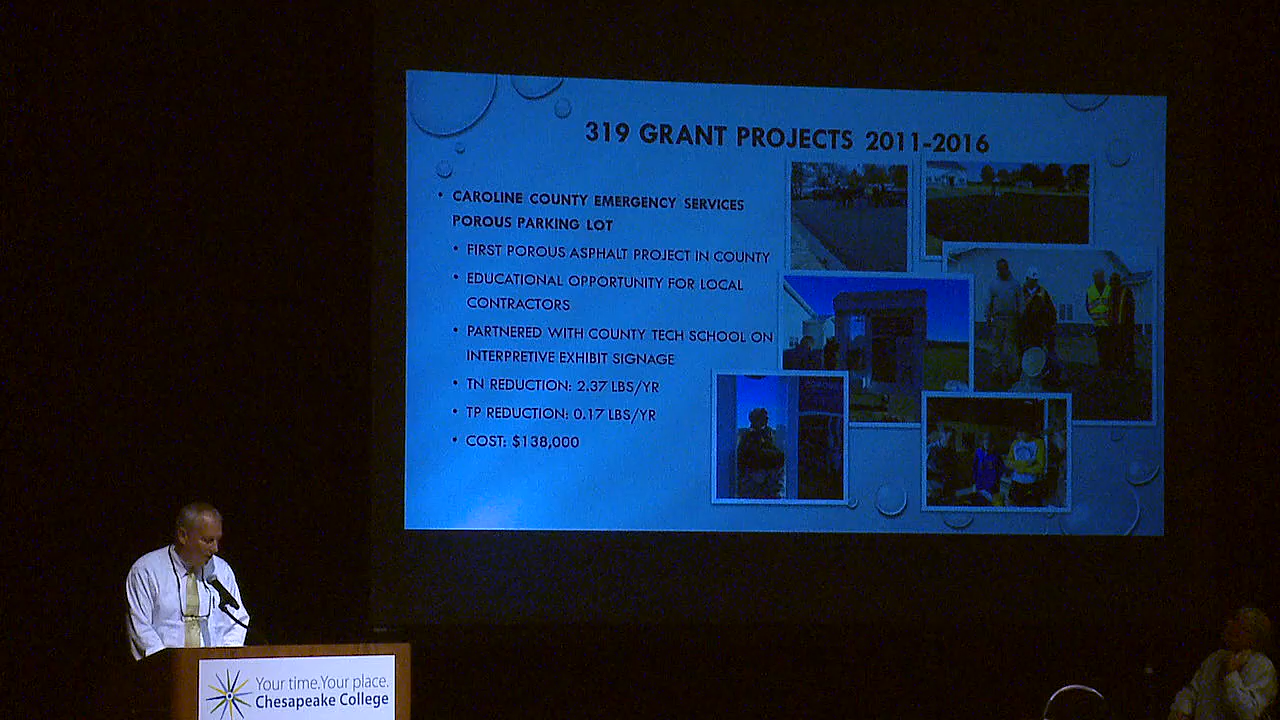 319 GRANT PROJECTS 2011-2016
• CAROLINE COUNTY EMERGENCY SERVICES
POROUS PARKING LOT
• FIRST POROUS ASPHALT PROJECT IN COUNTY
• EDUCATIONAL OPPORTUNITY FOR LOCAL
CONTRACTORS
• PARTNERED WITH COUNTY TECH SCHOOL ON
INTERPRETIVE EXHIBIT SIGNAGE
• TN REDUCTION: 2.37 LBS/YR
• TP REDUCTION: 0.17 LBS/YR
• COST: $138,000
Your time.Your place.
Chesapeake College